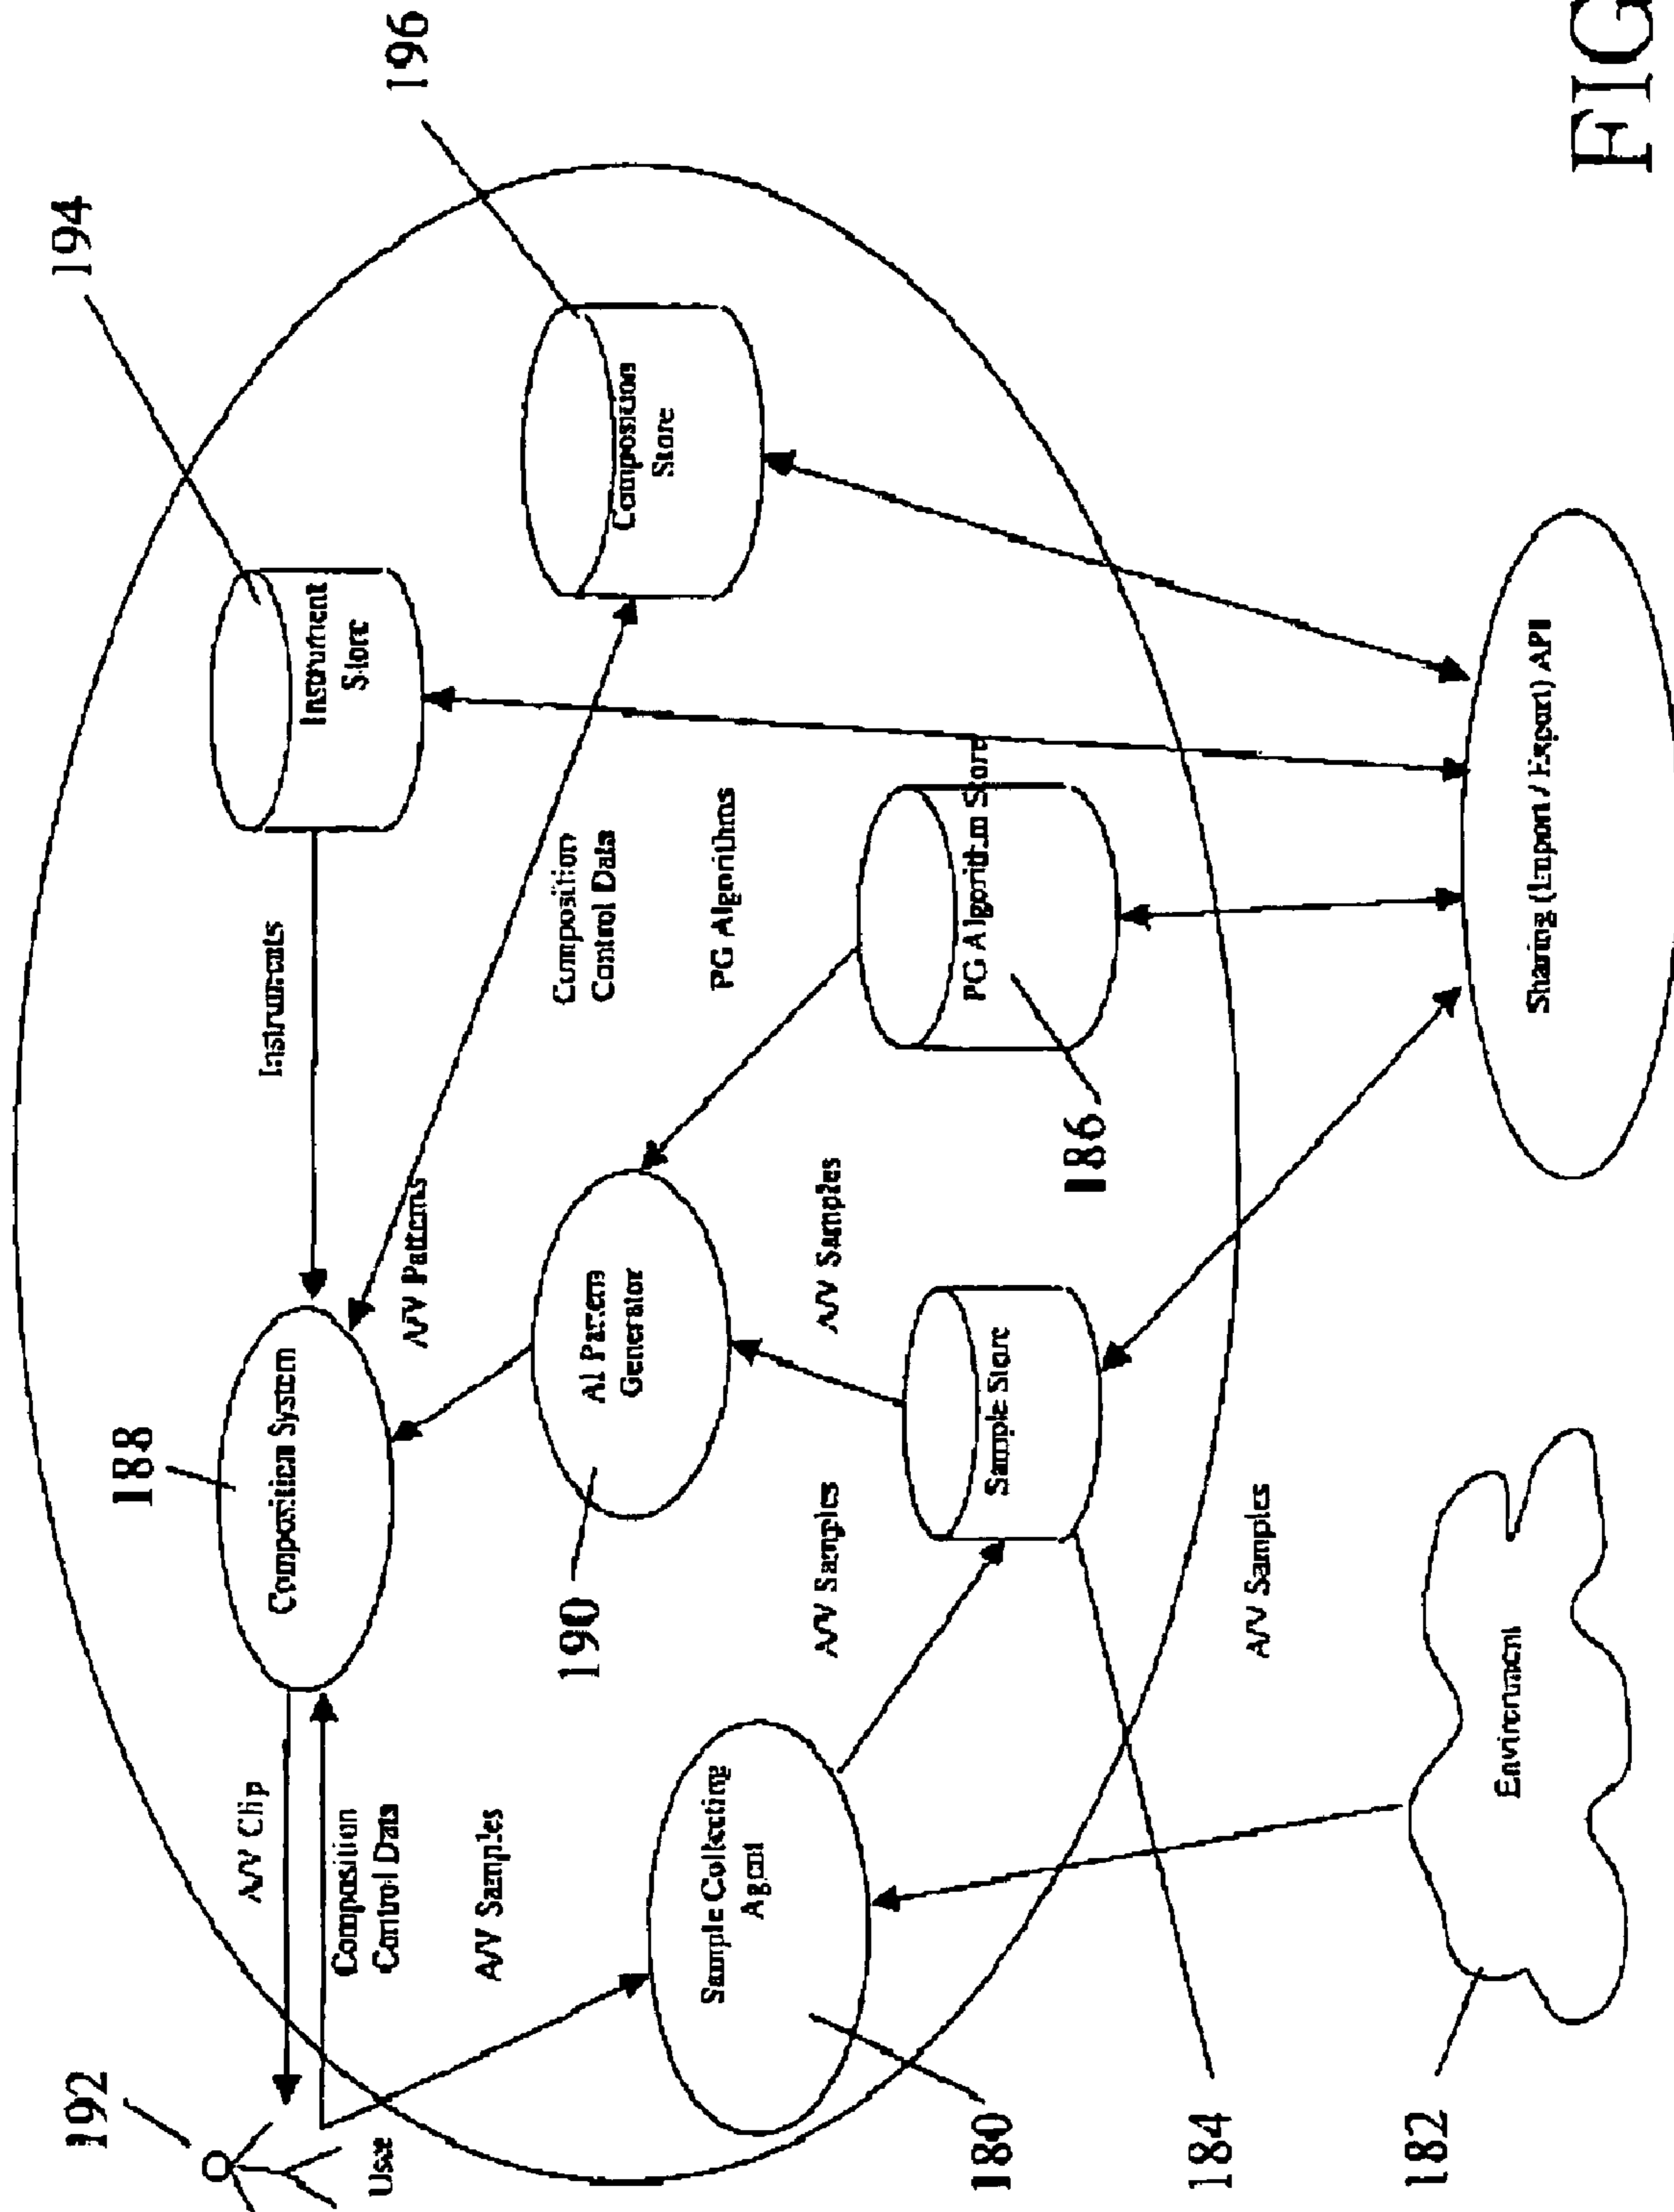 192
User
188
194
196
A/V Clip
Composition
Control Data
A/V Samples
Composition System
Instruments
Instrument
Store
A/V Patterns
Composition
Control Data
PG Algorithms
Composition
Store
190
AI Pattern
Generator
Sample Collecting
Agent
A/V Samples
A/V Samples
Sample Store
PG Algorithm Store
186
180
184
A/V Samples
182
Environment
Sharing (Import / Export) API
FIG